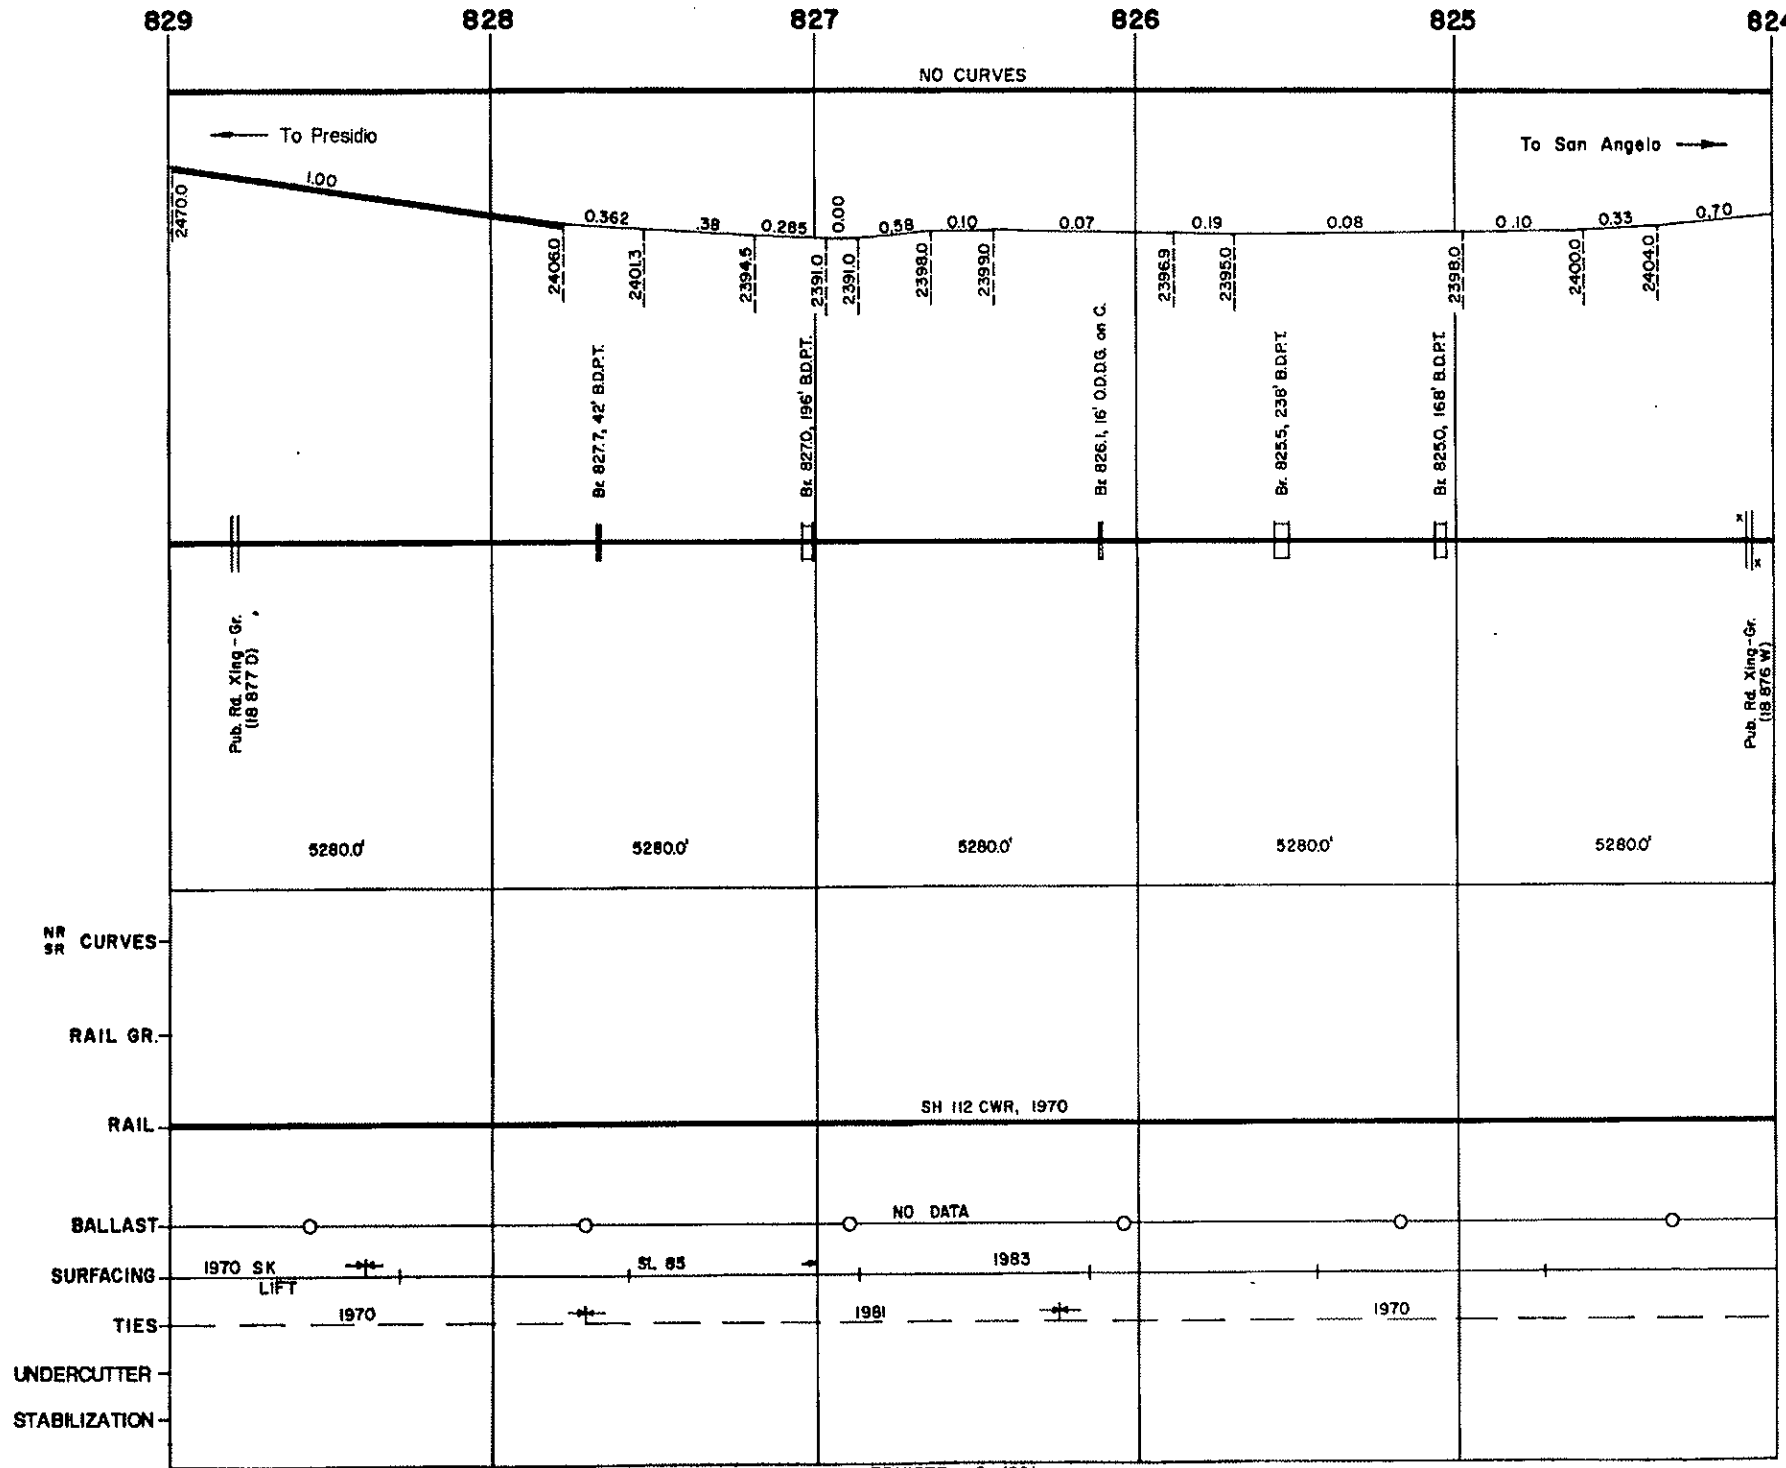 829 828 827 826 825 824
NO CURVES
To Presidio
To San Angelo
1.00 0.362 .38 0.285 0.00 0.58 0.10 0.07 0.19 0.08 0.10 0.33 0.70
2470.0 2406.0 2401.3 2394.5 2391.0 2391.0 2398.0 2399.0 2396.9 2395.0 2398.0 2400.0 2404.0
Br. 827.7, 42' B.D.P.T.
Br. 827.0, 196' B.D.P.T.
Br. 826.1, 16' O.D.D.G. on C.
Br. 825.5, 238' B.D.P.T.
Br. 825.0, 168' B.D.P.T.
x
x
Pub. Rd. Xing-Gr.
(18 877 D)
Pub. Rd. Xing-Gr.
(18 876 W)
5280.0' 5280.0' 5280.0' 5280.0' 5280.0'
NR
SR CURVES
RAIL GR.
RAIL SH 112 CWR, 1970
BALLAST NO DATA
SURFACING 1970 SK LIFT SL 85 1983
TIES 1970 1981 1970
UNDERCUTTER
STABILIZATION